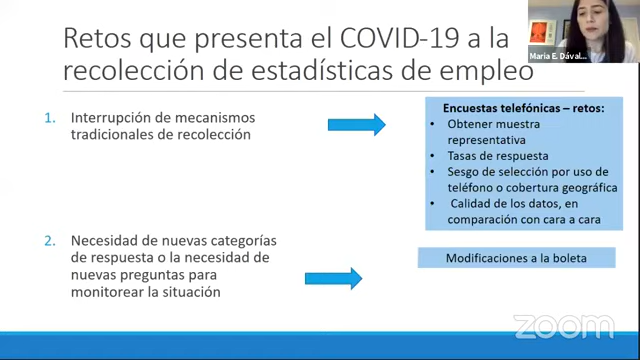 Retos que presenta el COVID-19 a la
recolección de estadísticas de empleo
1. Interrupción de mecanismos
tradicionales de recolección
Encuestas telefónicas – retos:
• Obtener muestra
representativa
• Tasas de respuesta
• Sesgo de selección por uso de
teléfono o cobertura geográfica
• Calidad de los datos, en
comparación con cara a cara
2. Necesidad de nuevas categorías
de respuesta o la necesidad de
nuevas preguntas para
monitorear la situación
Modificaciones a la boleta
Maria E. Dával...
zoom